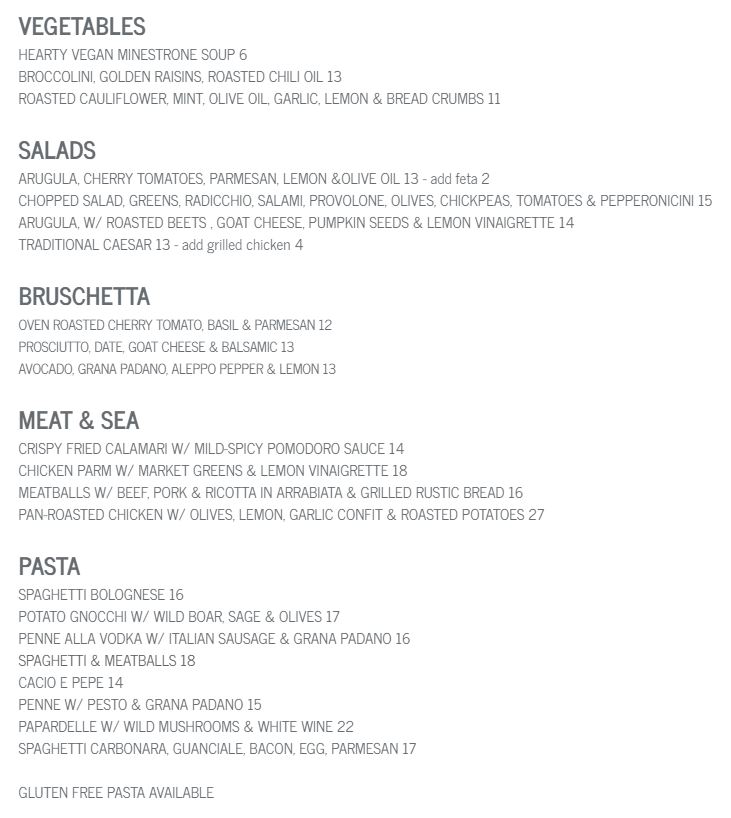 VEGETABLES
HEARTY VEGAN MINESTRONE SOUP 6
BROCCOLINI, GOLDEN RAISINS, ROASTED CHILI OIL 13
ROASTED CAULIFLOWER, MINT, OLIVE OIL, GARLIC, LEMON & BREAD CRUMBS 11
SALADS
ARUGULA, CHERRY TOMATOES, PARMESAN, LEMON &OLIVE OIL 13 - add feta 2
CHOPPED SALAD, GREENS, RADICCHIO, SALAMI, PROVOLONE, OLIVES, CHICKPEAS, TOMATOES & PEPPERONICINI 15
ARUGULA, W/ ROASTED BEETS , GOAT CHEESE, PUMPKIN SEEDS & LEMON VINAIGRETTE 14
TRADITIONAL CAESAR 13 - add grilled chicken 4
BRUSCHETTA
OVEN ROASTED CHERRY TOMATO, BASIL & PARMESAN 12
PROSCIUTTO, DATE, GOAT CHEESE & BALSAMIC 13
AVOCADO, GRANA PADANO, ALEPPO PEPPER & LEMON 13
MEAT & SEA
CRISPY FRIED CALAMARI W/ MILD-SPICY POMODORO SAUCE 14
CHICKEN PARM W/ MARKET GREENS & LEMON VINAIGRETTE 18
MEATBALLS W/ BEEF, PORK & RICOTTA IN ARRABIATA & GRILLED RUSTIC BREAD 16
PAN-ROASTED CHICKEN W/ OLIVES, LEMON, GARLIC CONFIT & ROASTED POTATOES 27
PASTA
SPAGHETTI BOLOGNESE 16
POTATO GNOCCHI W/ WILD BOAR, SAGE & OLIVES 17
PENNE ALLA VODKA W/ ITALIAN SAUSAGE & GRANA PADANO 16
SPAGHETTI & MEATBALLS 18
CACIO E PEPE 14
PENNE W/ PESTO & GRANA PADANO 15
PAPARDELLE W/ WILD MUSHROOMS & WHITE WINE 22
SPAGHETTI CARBONARA, GUANCIALE, BACON, EGG, PARMESAN 17
GLUTEN FREE PASTA AVAILABLE